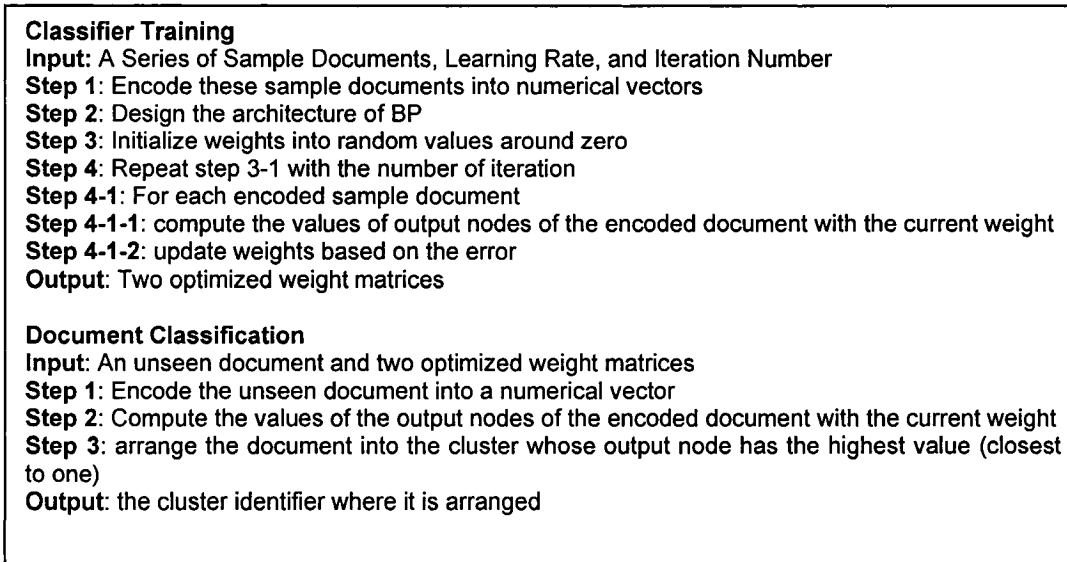 Classifier Training
Input: A Series of Sample Documents, Learning Rate, and Iteration Number
Step 1: Encode these sample documents into numerical vectors
Step 2: Design the architecture of BP
Step 3: Initialize weights into random values around zero
Step 4: Repeat step 3-1 with the number of iteration
Step 4-1: For each encoded sample document
Step 4-1-1: compute the values of output nodes of the encoded document with the current weight
Step 4-1-2: update weights based on the error
Output: Two optimized weight matrices
Document Classification
Input: An unseen document and two optimized weight matrices
Step 1: Encode the unseen document into a numerical vector
Step 2: Compute the values of the output nodes of the encoded document with the current weight
Step 3: arrange the document into the cluster whose output node has the highest value (closest
to one)
Output: the cluster identifier where it is arranged